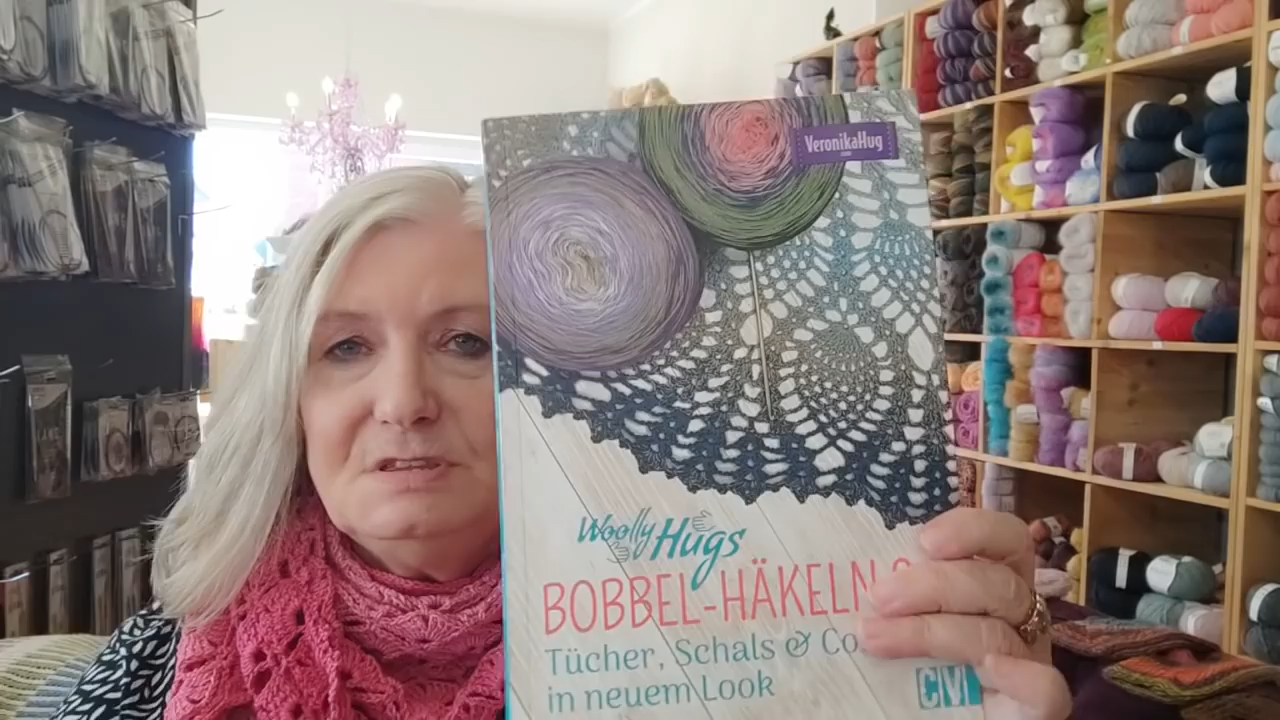 VeronikaHug
Woolly Hugs
BOBBEL-HÄKELN
Tücher, Schals & Co.
in neuem Look
CV